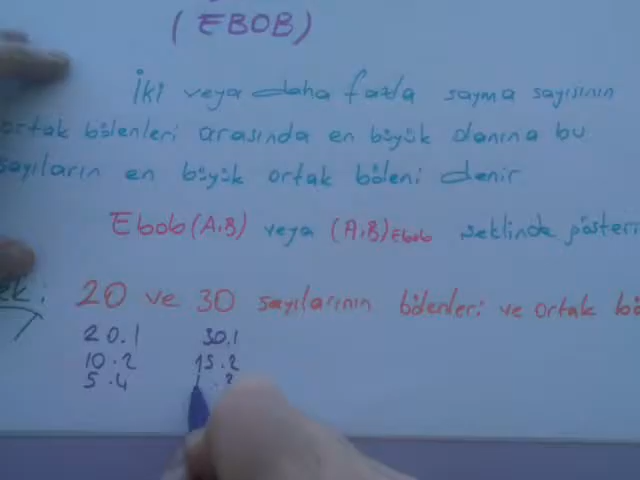 (EBOB)
İki veya daha fazla sayma sayısının
ortak bölenleri arasında en büyük olanına bu
sayıların en büyük ortak böleni denir
Ebob(A,B) veya (A,B)Ebob şeklinde
20 ve 30 sayılarının bölenleri ve ortak
20.1 30.1
10.2 15.2
5.4